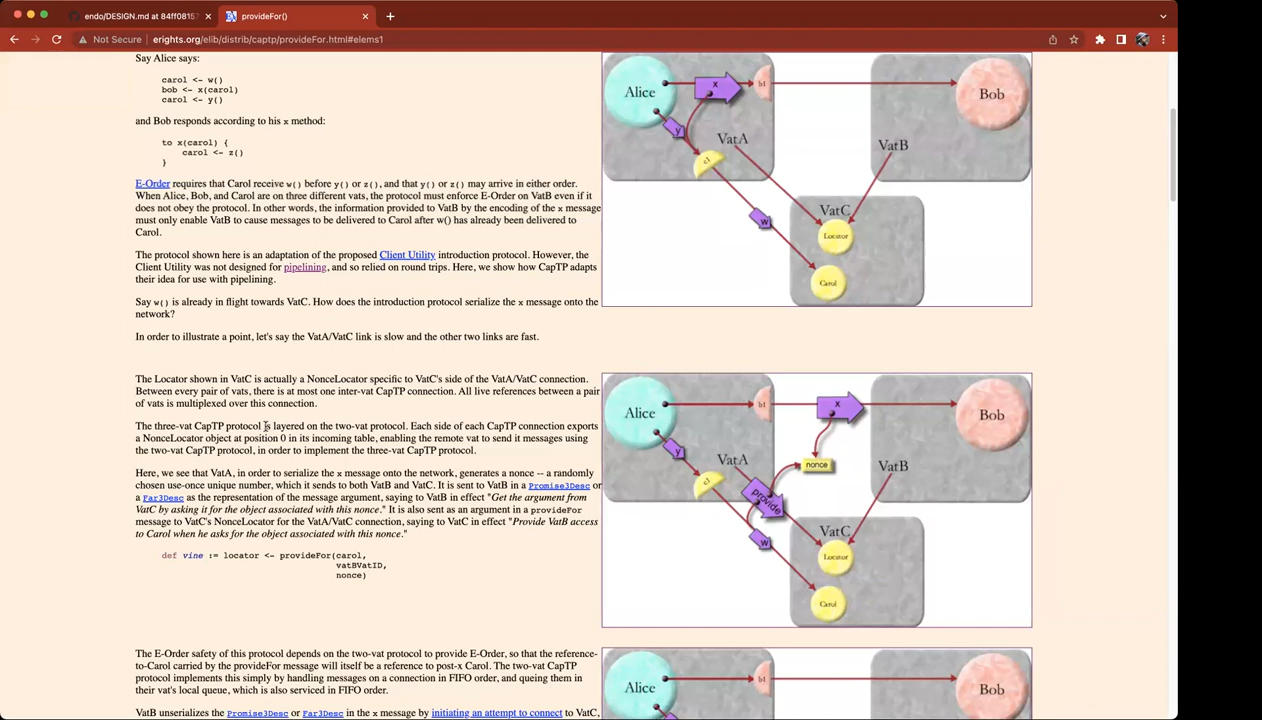 endo/DESIGN.md at 84ff0815
provideFor()
Not Secure
erights.org/elib/distrib/captp/provideFor.html#elems1
Say Alice says:
carol <- w()
bob <- x(carol)
carol <- y()
and Bob responds according to his x method:
to x(carol) {
carol <- z()
}
E-Order requires that Carol receive w() before y() or z(), and that y() or z() may arrive in either order.
When Alice, Bob, and Carol are on three different vats, the protocol must enforce E-Order on VatB even if it
does not obey the protocol. In other words, the information provided to VatB by the encoding of the x message
must only enable VatB to cause messages to be delivered to Carol after w() has already been delivered to
Carol.
The protocol shown here is an adaptation of the proposed Client Utility introduction protocol. However, the
Client Utility was not designed for pipelining, and so relied on round trips. Here, we show how CapTP adapts
their idea for use with pipelining.
Say w() is already in flight towards VatC. How does the introduction protocol serialize the x message onto the
network?
In order to illustrate a point, let's say the VatA/VatC link is slow and the other two links are fast.
Alice
x
b1
Bob
y
VatA
VatB
c1
w
VatC
Locator
Carol
The Locator shown in VatC is actually a NonceLocator specific to VatC's side of the VatA/VatC connection.
Between every pair of vats, there is at most one inter-vat CapTP connection. All live references between a pair
of vats is multiplexed over this connection.
The three-vat CapTP protocol is layered on the two-vat protocol. Each side of each CapTP connection exports
a NonceLocator object at position 0 in its incoming table, enabling the remote vat to send it messages using
the two-vat CapTP protocol, in order to implement the three-vat CapTP protocol.
Here, we see that VatA, in order to serialize the x message onto the network, generates a nonce -- a randomly
chosen use-once unique number, which it sends to both VatB and VatC. It is sent to VatB in a Promise3Desc or
a Far3Desc as the representation of the message argument, saying to VatB in effect "Get the argument from
VatC by asking it for the object associated with this nonce." It is also sent as an argument in a provideFor
message to VatC's NonceLocator for the VatA/VatC connection, saying to VatC in effect "Provide VatB access
to Carol when he asks for the object associated with this nonce."
def vine := locator <- provideFor(carol,
vatBVatID,
nonce)
Alice
b1
x
Bob
y
VatA
nonce
VatB
c1
provide
w
VatC
Locator
Carol
The E-Order safety of this protocol depends on the two-vat protocol to provide E-Order, so that the reference-
to-Carol carried by the provideFor message will itself be a reference to post-x Carol. The two-vat CapTP
protocol implements this simply by handling messages on a connection in FIFO order, and queing them in
their vat's local queue, which is also serviced in FIFO order.
VatB unserializes the Promise3Desc or Far3Desc in the x message by initiating an attempt to connect to VatC,
Alice
b1
Bob